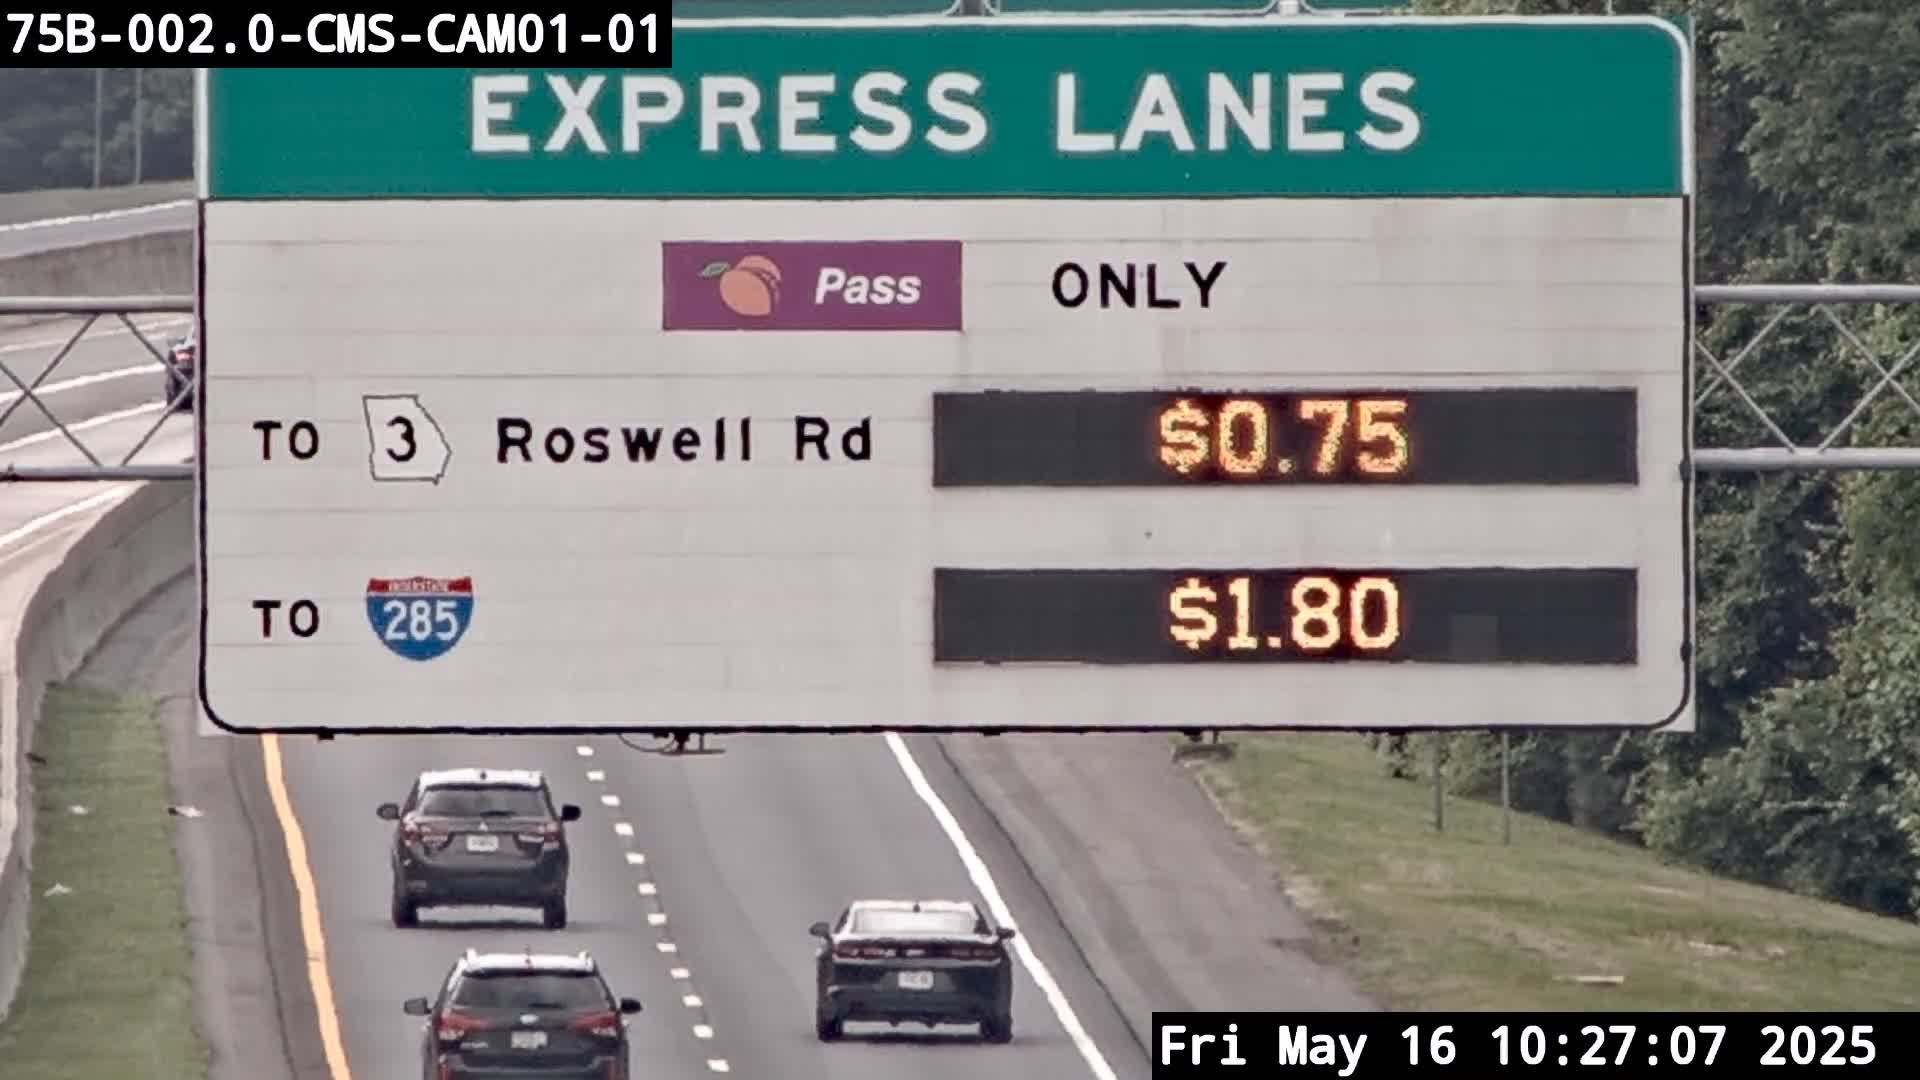 75B-002.0-CMS-CAM01-01
EXPRESS LANES
Pass ONLY
TO 3 Roswell Rd $0.75
INTERSTATE
TO 285 $1.80
Fri May 16 10:27:07 2025